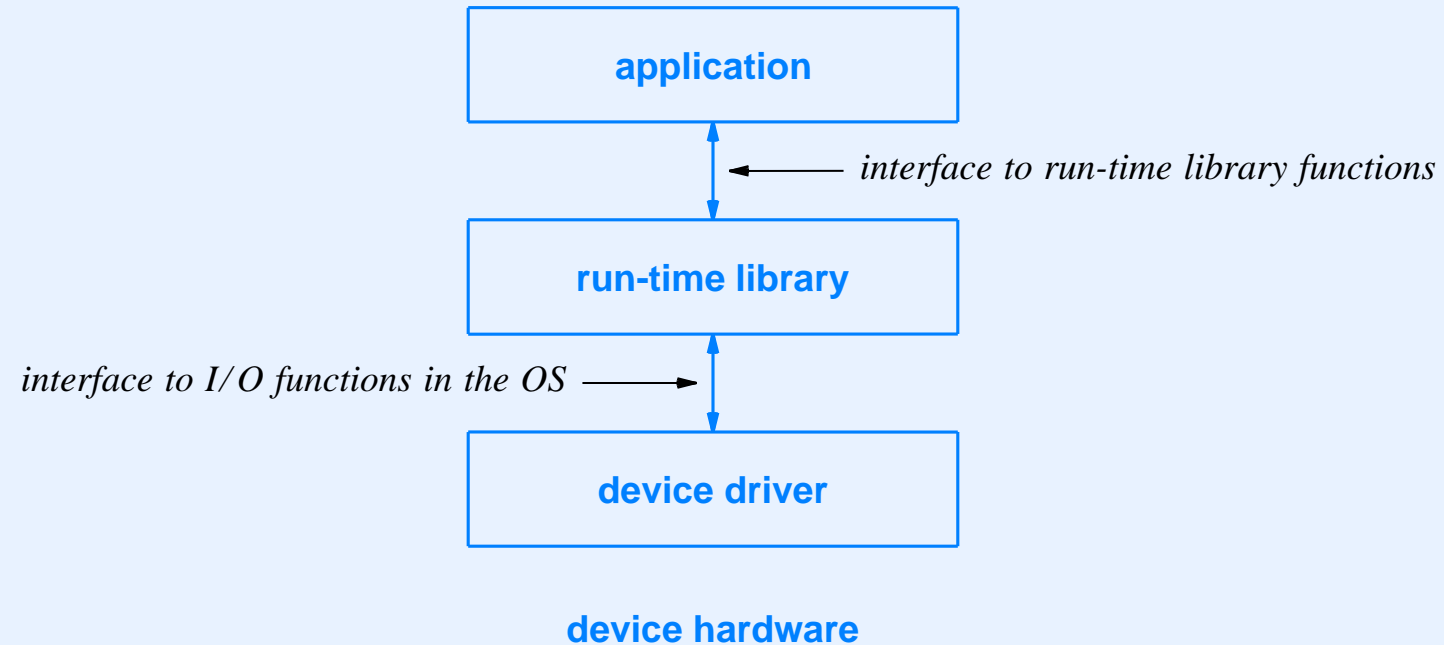 application
interface to run-time library functions
run-time library
interface to I/O functions in the OS
device driver
device hardware